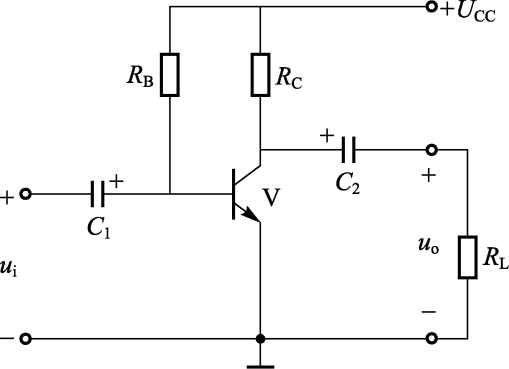 +U_CC
R_B
R_C
+
C_2
+
+
+
C_1
V
u_i
u_o
R_L
−
−